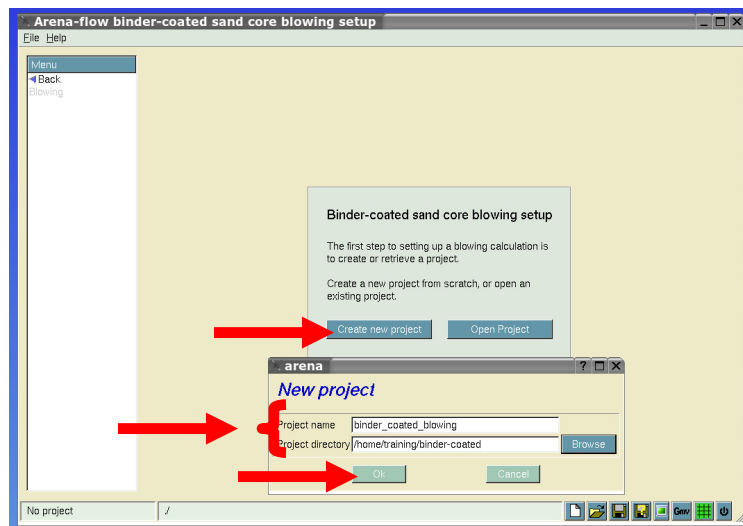 Arena-flow binder-coated sand core blowing setup
File Help
Menu
Back
Blowing
Binder-coated sand core blowing setup
The first step to setting up a blowing calculation is
to create or retrieve a project.
Create a new project from scratch, or open an
existing project.
Create new project Open Project
arena
New project
Project name binder_coated_blowing
Project directory /home/training/binder-coated Browse
Ok Cancel
No project ./ Gmv